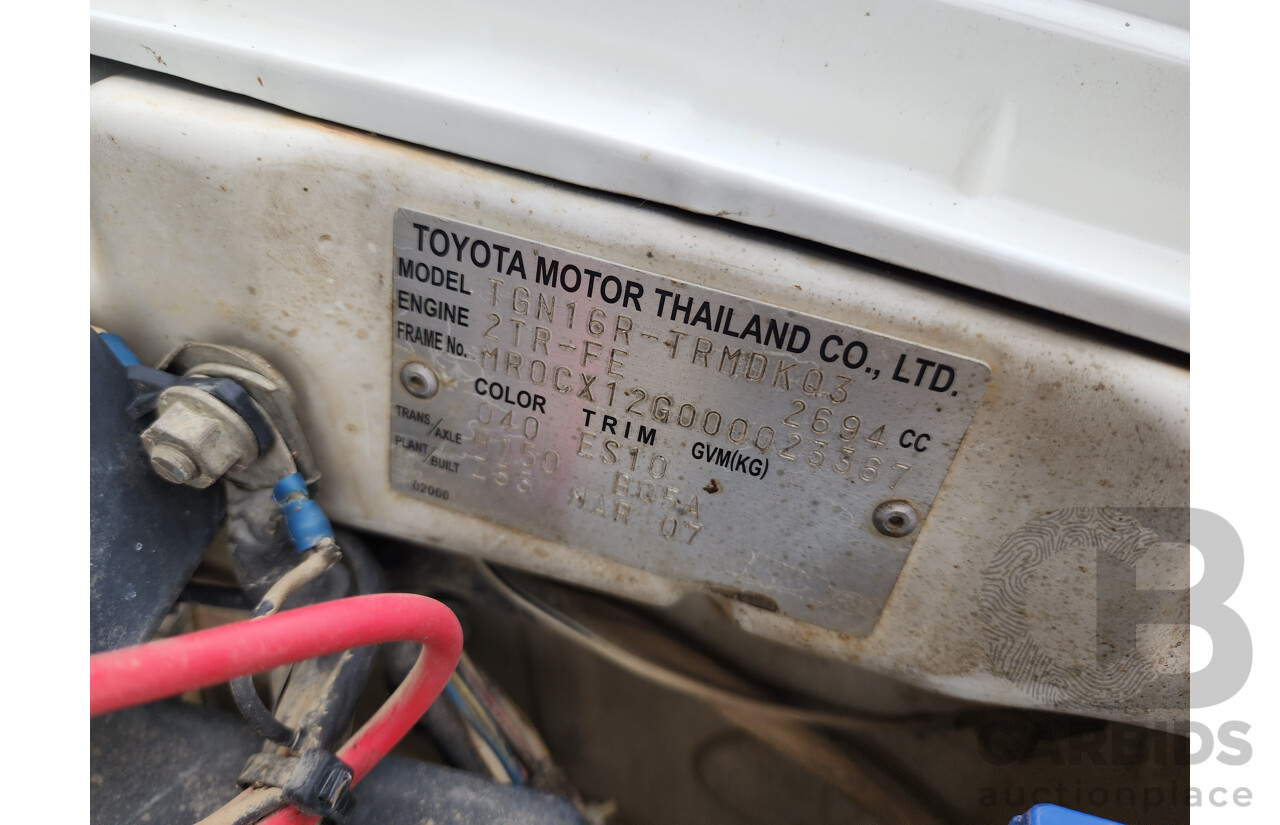 TOYOTA MOTOR THAILAND CO., LTD.
MODEL TGN16R-TRMDKQ3
ENGINE 2TR-FE 2694 CC
FRAME No. MR0CX12G000023367
COLOR TRIM GVM(KG)
040 ES10
TRANS/AXLE
PLANT/BUILT MAR 07
02060
CARBIDS
auctionplace